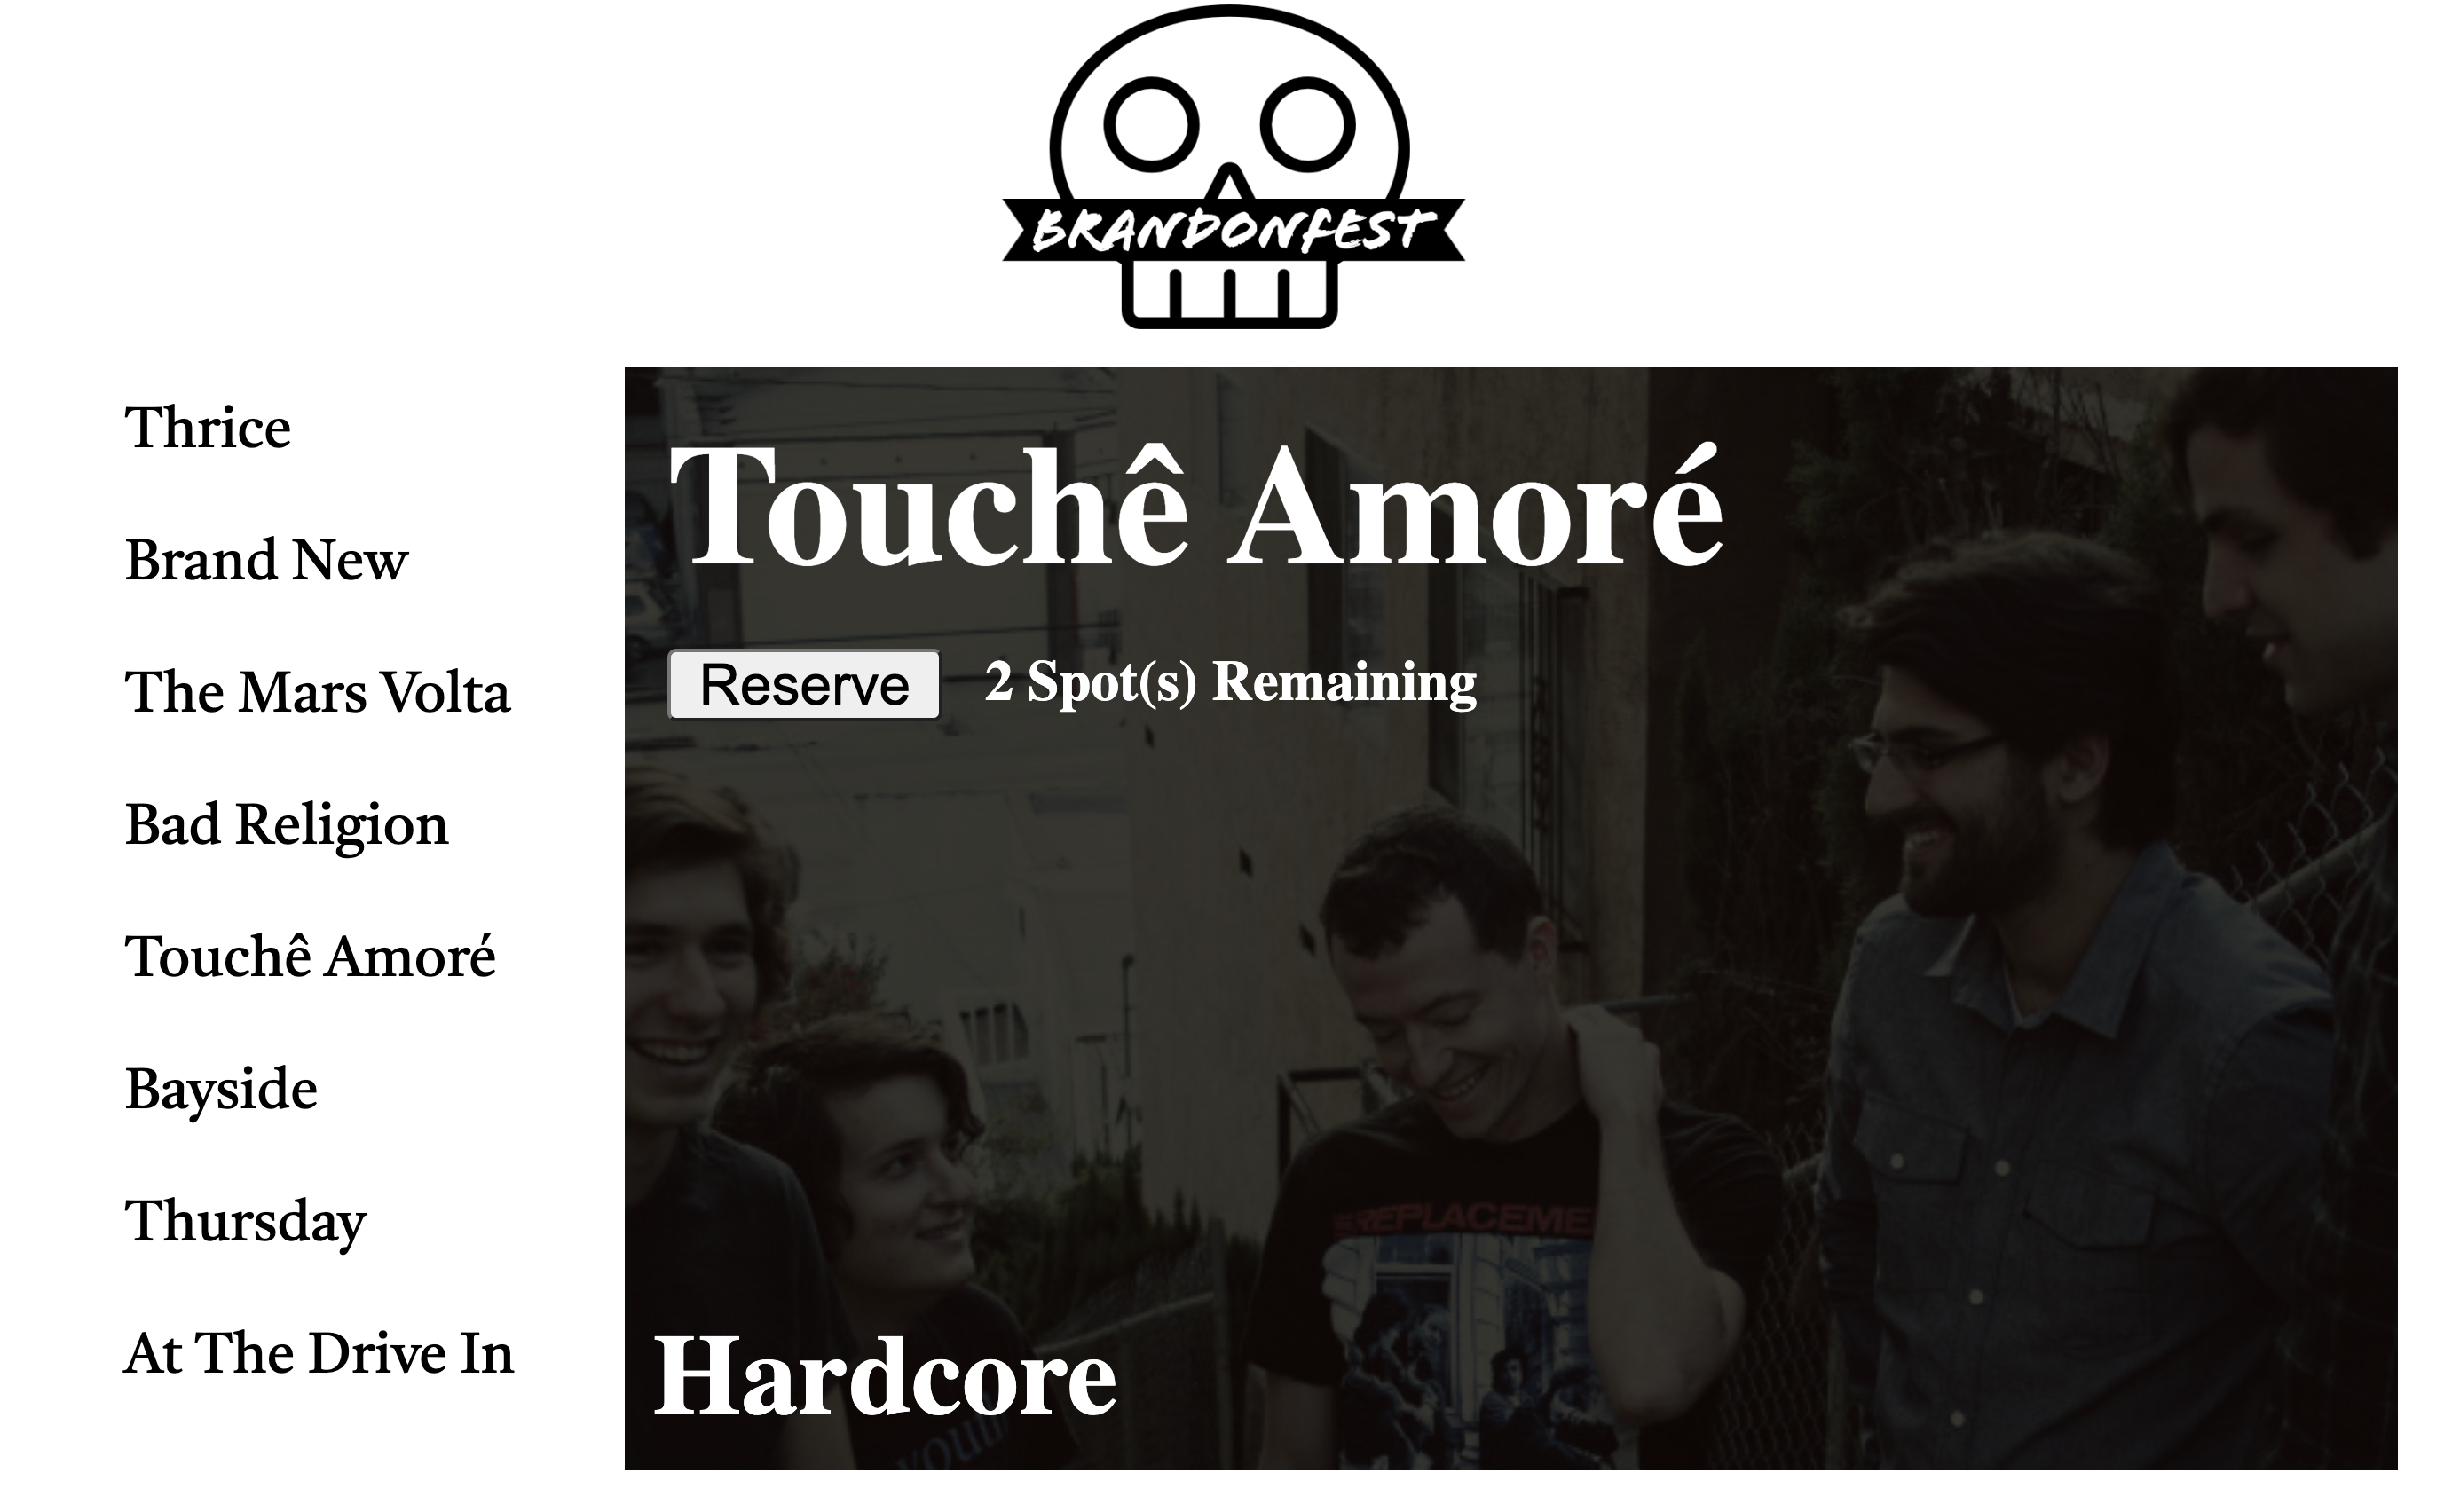 BRANDONFEST
Thrice
Brand New
The Mars Volta
Bad Religion
Touchê Amoré
Bayside
Thursday
At The Drive In
Touchê Amoré
Reserve
2 Spot(s) Remaining
REPLACEME
Hardcore
your